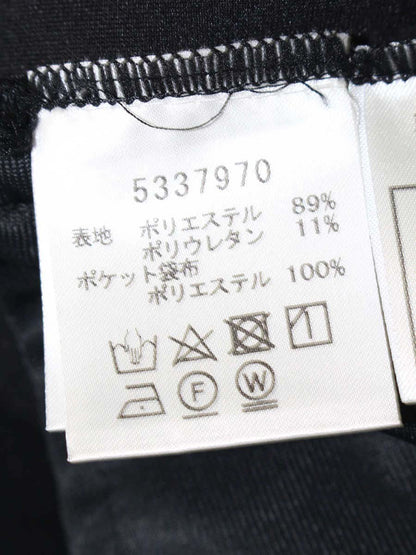 5337970
表地 ポリエステル 89%
ポリウレタン 11%
ポケット袋布
ポリエステル 100%
F W